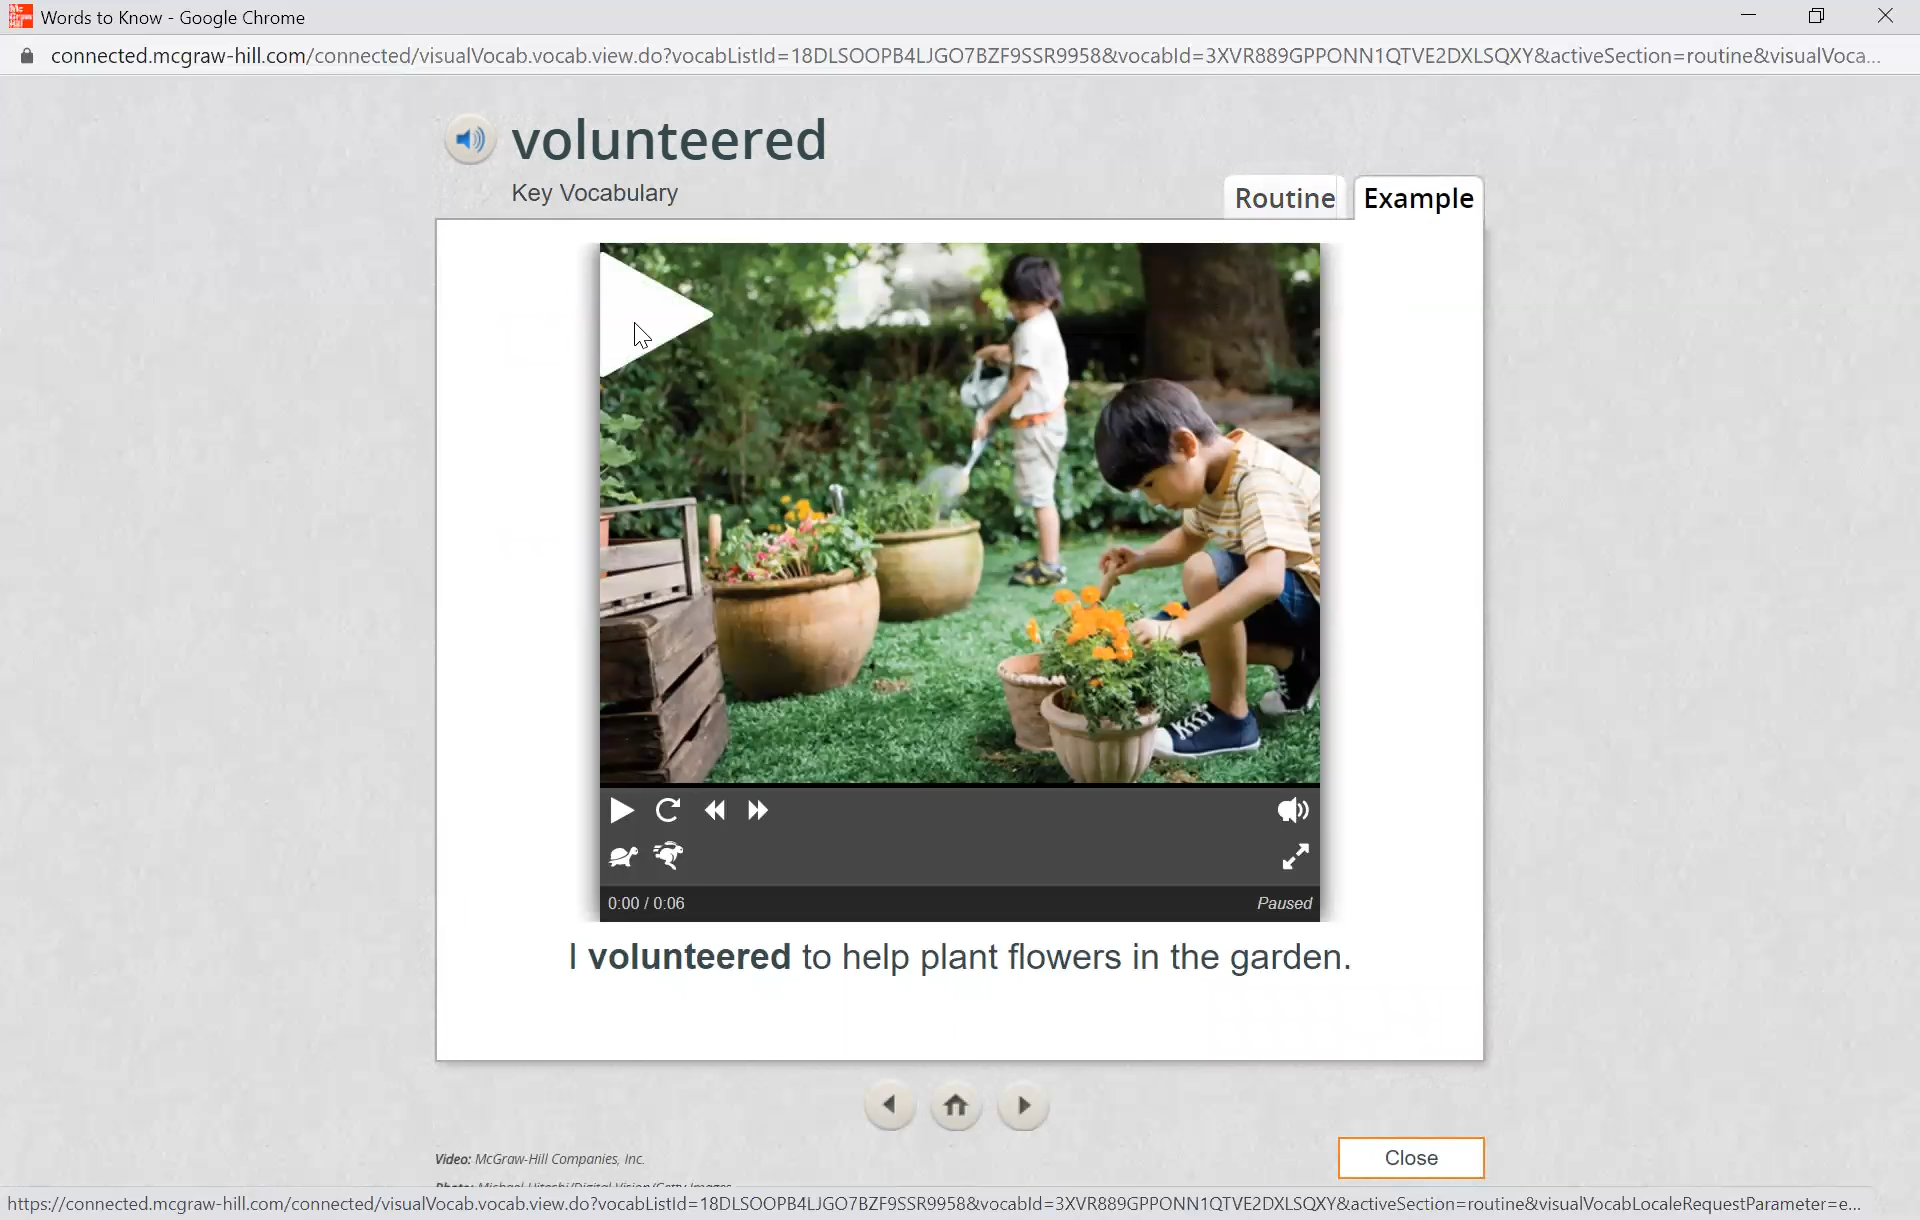 Words to Know - Google Chrome
connected.mcgraw-hill.com/connected/visualVocab.vocab.view.do?vocabListId=18DLSOOPB4LJGO7BZF9SSR9958&vocabId=3XVR889GPPONN1QTVE2DXLSQXY&activeSection=routine&visualVoca...
volunteered
Key Vocabulary
Routine
Example
0:00 / 0:06
Paused
I volunteered to help plant flowers in the garden.
Video: McGraw-Hill Companies, Inc.
Close
https://connected.mcgraw-hill.com/connected/visualVocab.vocab.view.do?vocabListId=18DLSOOPB4LJGO7BZF9SSR9958&vocabId=3XVR889GPPONN1QTVE2DXLSQXY&activeSection=routine&visualVocabLocaleRequestParameter=e...